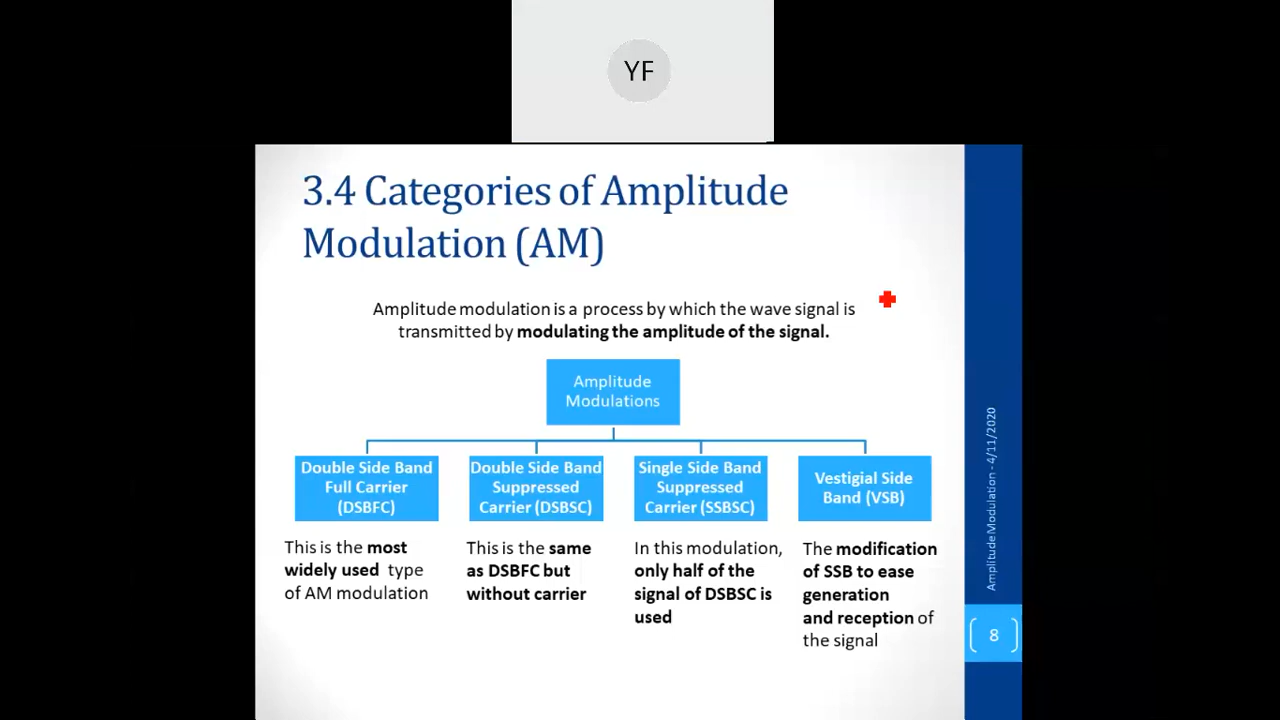 YF
3.4 Categories of Amplitude
Modulation (AM)
Amplitude modulation is a process by which the wave signal is
transmitted by modulating the amplitude of the signal.
Amplitude
Modulations
Double Side Band
Full Carrier
(DSBFC)
Double Side Band
Suppressed
Carrier (DSBSC)
Single Side Band
Suppressed
Carrier (SSBSC)
Vestigial Side
Band (VSB)
This is the most
widely used type
of AM modulation
This is the same
as DSBFC but
without carrier
In this modulation,
only half of the
signal of DSBSC is
used
The modification
of SSB to ease
generation
and reception of
the signal
Amplitude Modulation - 4/11/2020
8